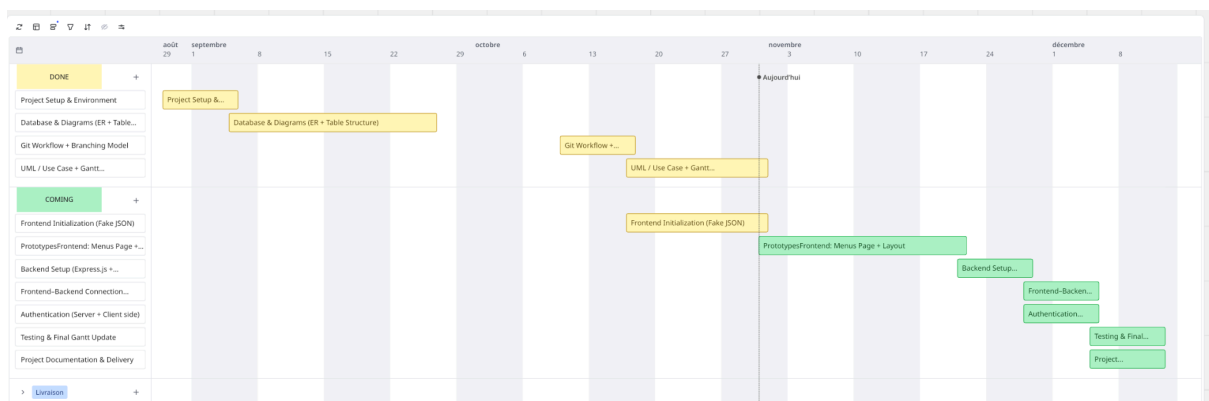 août septembre octobre novembre décembre
29 1 8 15 22 29 6 13 20 27 3 10 17 24 1 8
DONE +
Aujourd'hui
Project Setup & Environment
Project Setup &...
Database & Diagrams (ER + Table...
Database & Diagrams (ER + Table Structure)
Git Workflow + Branching Model
Git Workflow +...
UML / Use Case + Gantt...
UML / Use Case + Gantt...
COMING +
Frontend Initialization (Fake JSON)
Frontend Initialization (Fake JSON)
PrototypesFrontend: Menus Page +...
PrototypesFrontend: Menus Page + Layout
Backend Setup (Express.js +...
Backend Setup...
Frontend–Backend Connection...
Frontend–Backen...
Authentication (Server + Client side)
Authentication...
Testing & Final Gantt Update
Testing & Final...
Project Documentation & Delivery
Project...
Livraison +